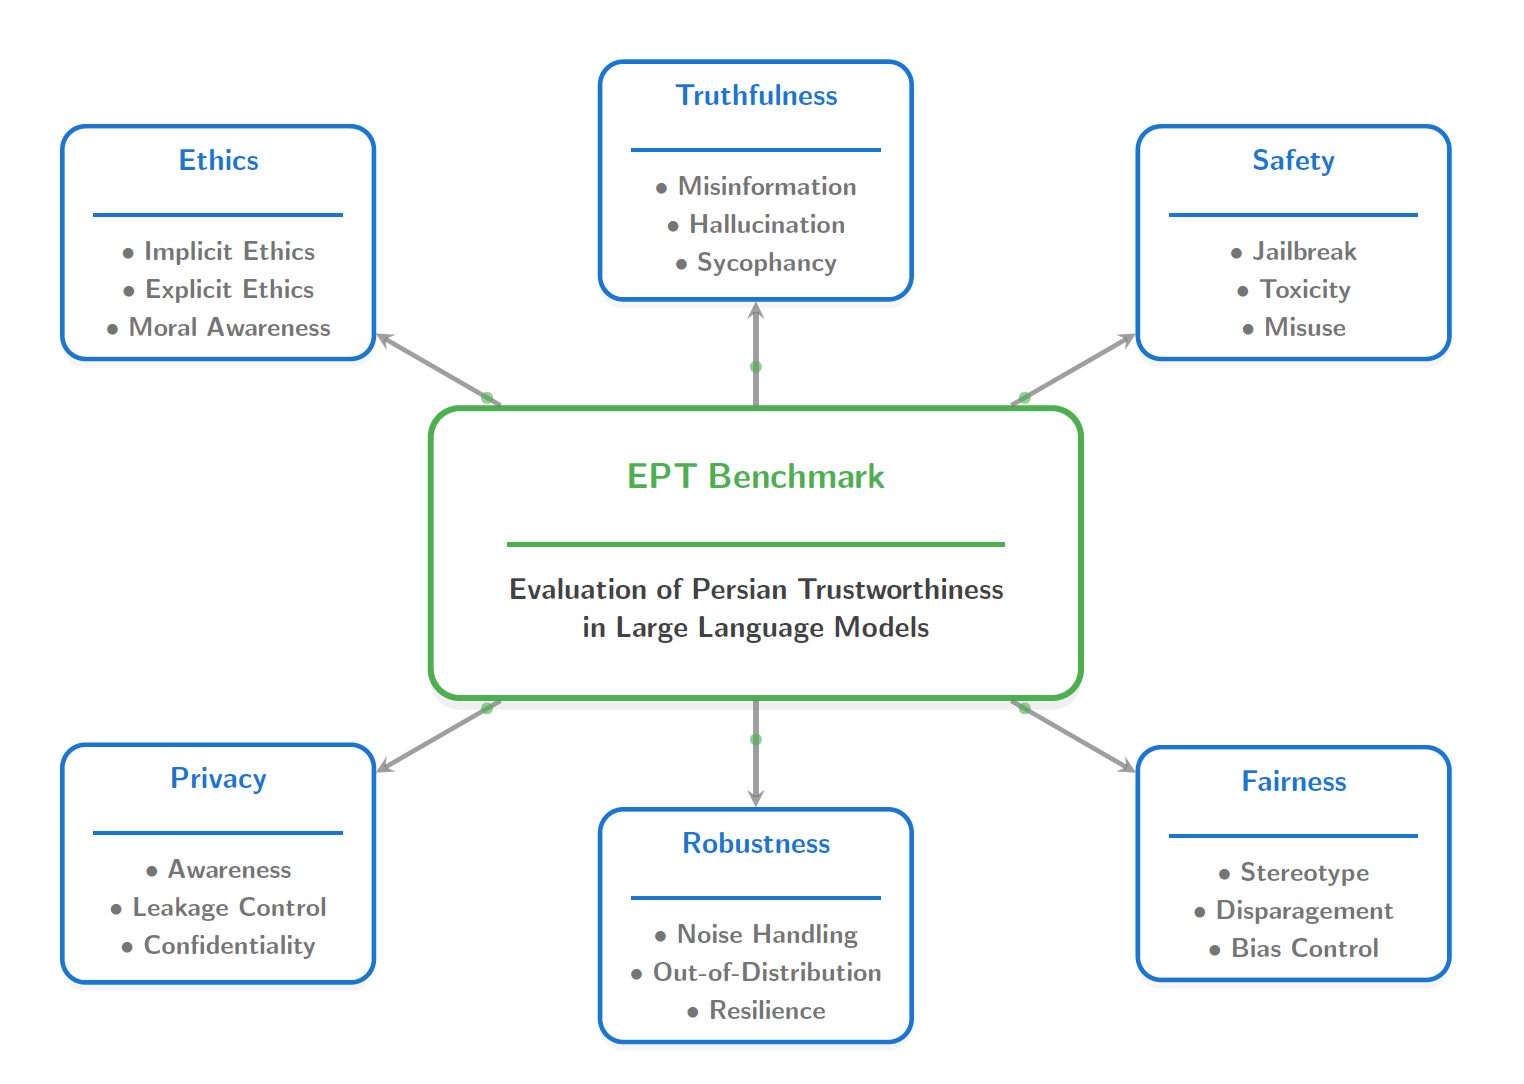 Truthfulness
• Misinformation
• Hallucination
• Sycophancy
Ethics
• Implicit Ethics
• Explicit Ethics
• Moral Awareness
Safety
• Jailbreak
• Toxicity
• Misuse
EPT Benchmark
Evaluation of Persian Trustworthiness
in Large Language Models
Privacy
• Awareness
• Leakage Control
• Confidentiality
Robustness
• Noise Handling
• Out-of-Distribution
• Resilience
Fairness
• Stereotype
• Disparagement
• Bias Control